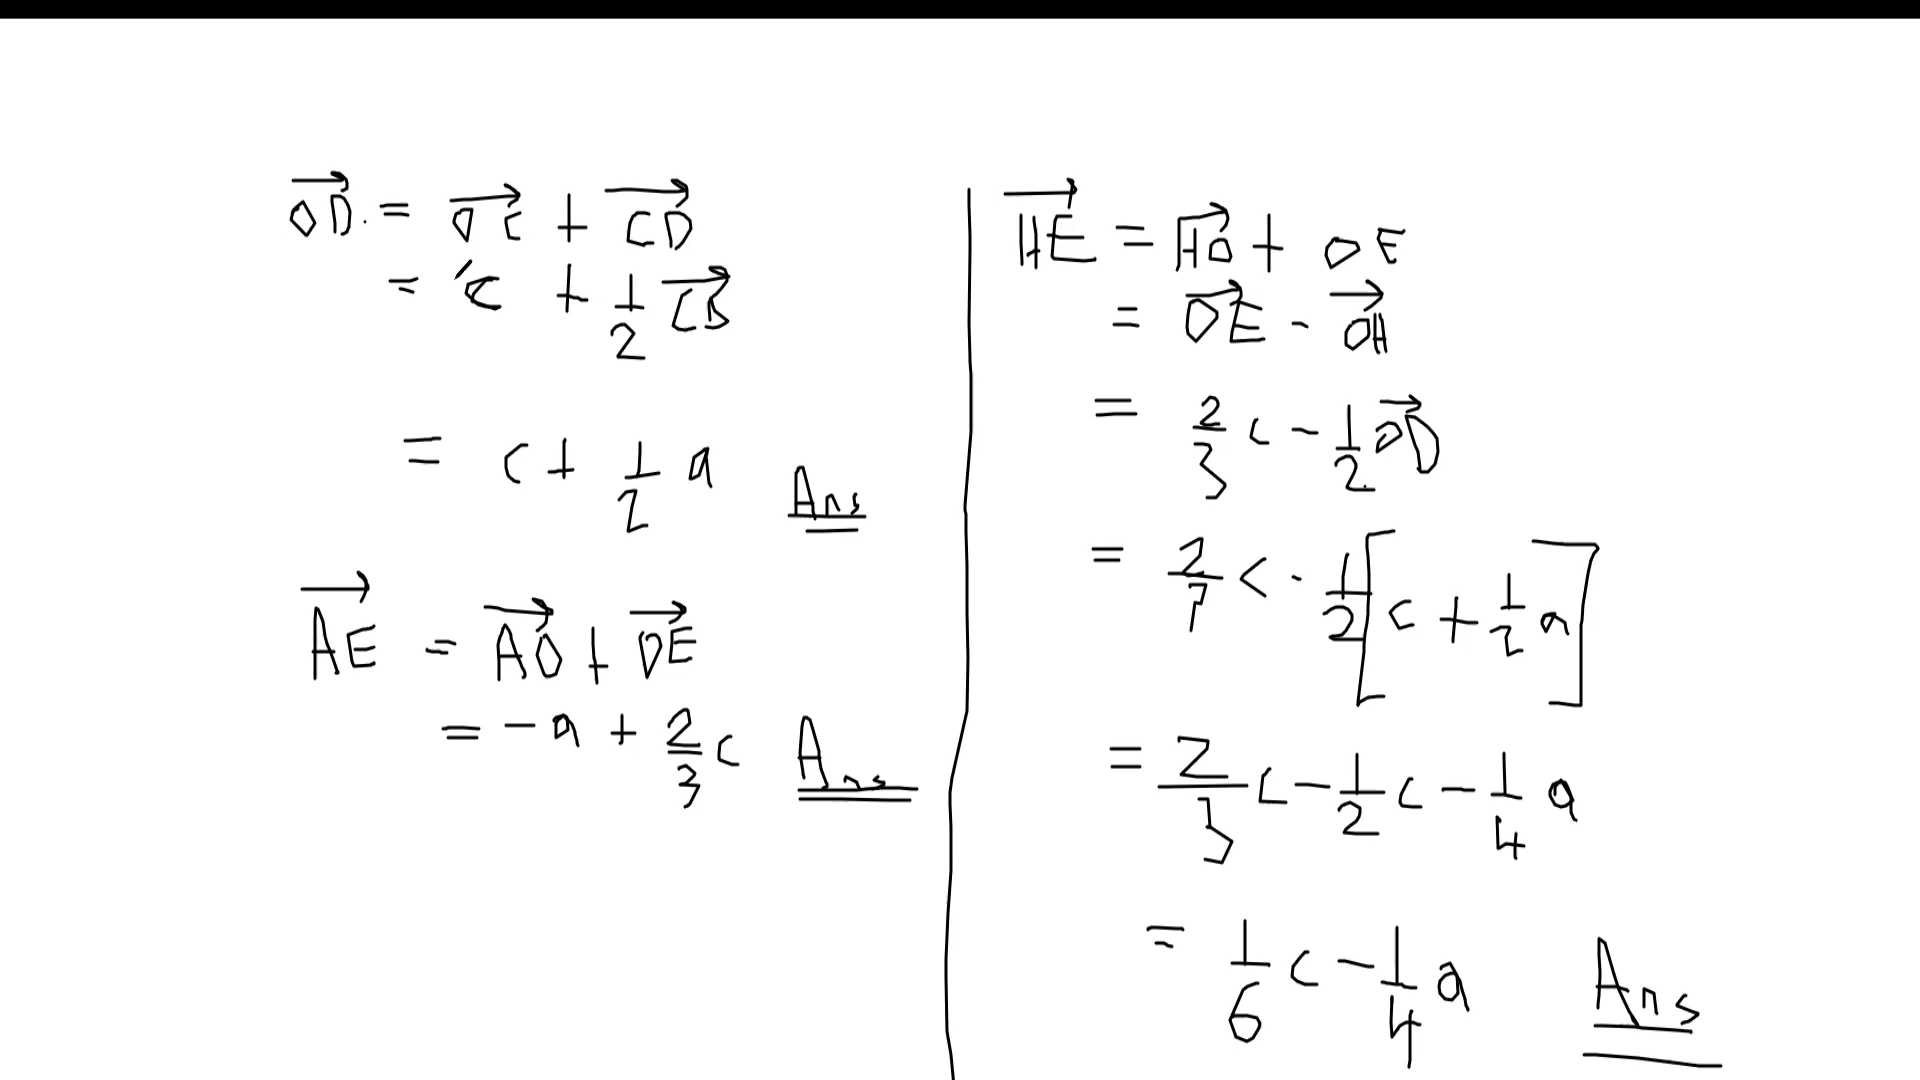 OD. = OC + CD
= c + 1/2 CB
= c + 1/2 a Ans
AE = AO + OE
= -a + 2/3 c Ans
HE = HO + OE
= OE - OH
= 2/3 c - 1/2 OD
= 2/3 c - 1/2 [c + 1/2 a]
= 2/3 c - 1/2 c - 1/4 a
= 1/6 c - 1/4 a Ans